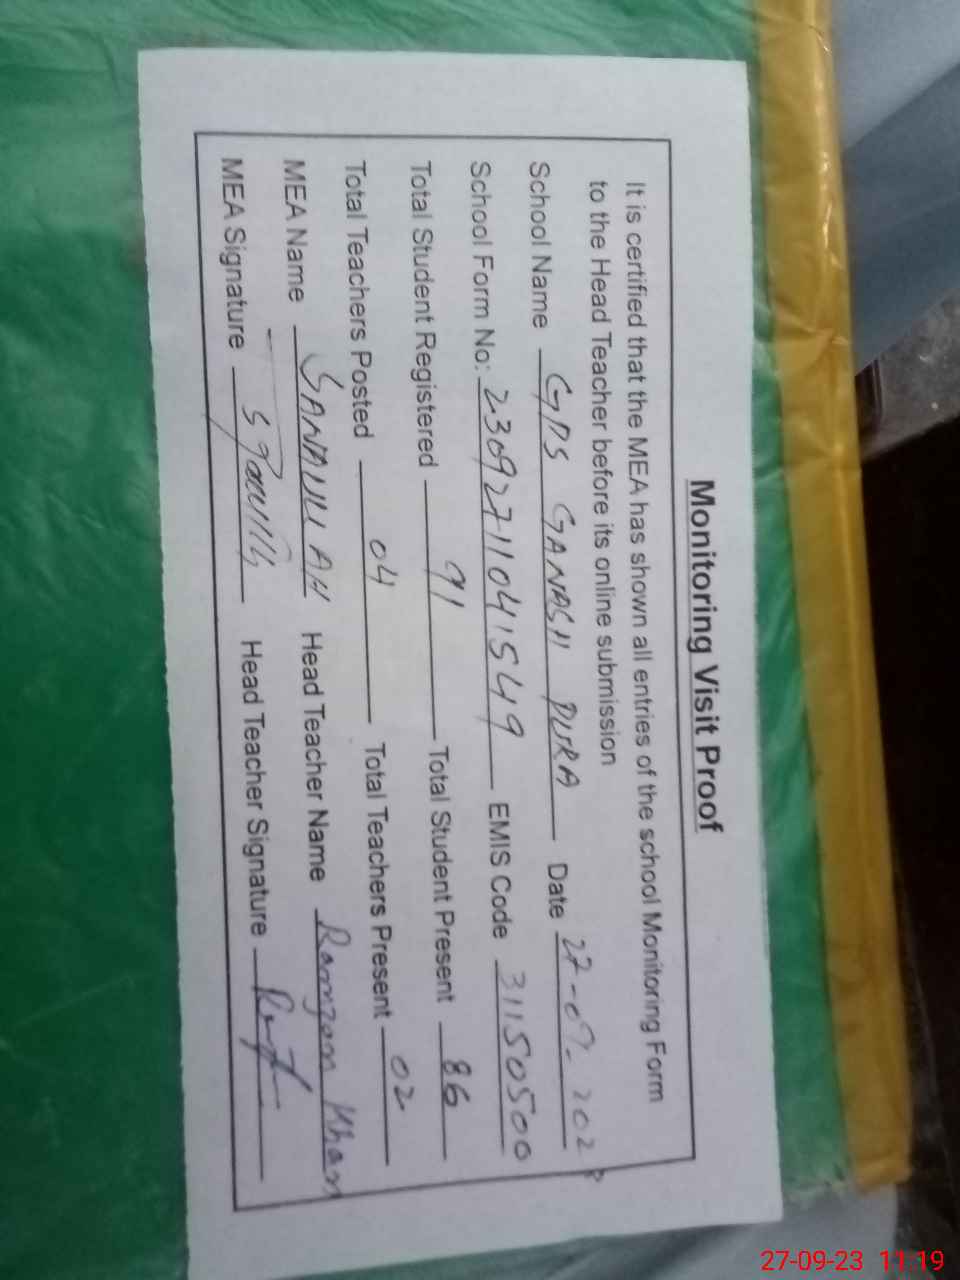 Monitoring Visit Proof
It is certified that the MEA has shown all entries of the school Monitoring Form
to the Head Teacher before its online submission
School Name GPS GANASH PURA Date 27-09-202
School Form No: 23092711041549 EMIS Code 31150500
Total Student Registered 91 Total Student Present 86
Total Teachers Posted 04 Total Teachers Present 02
MEA Name SANAULLAH Head Teacher Name Ramzan Khan
MEA Signature Head Teacher Signature
27-09-23 11:19